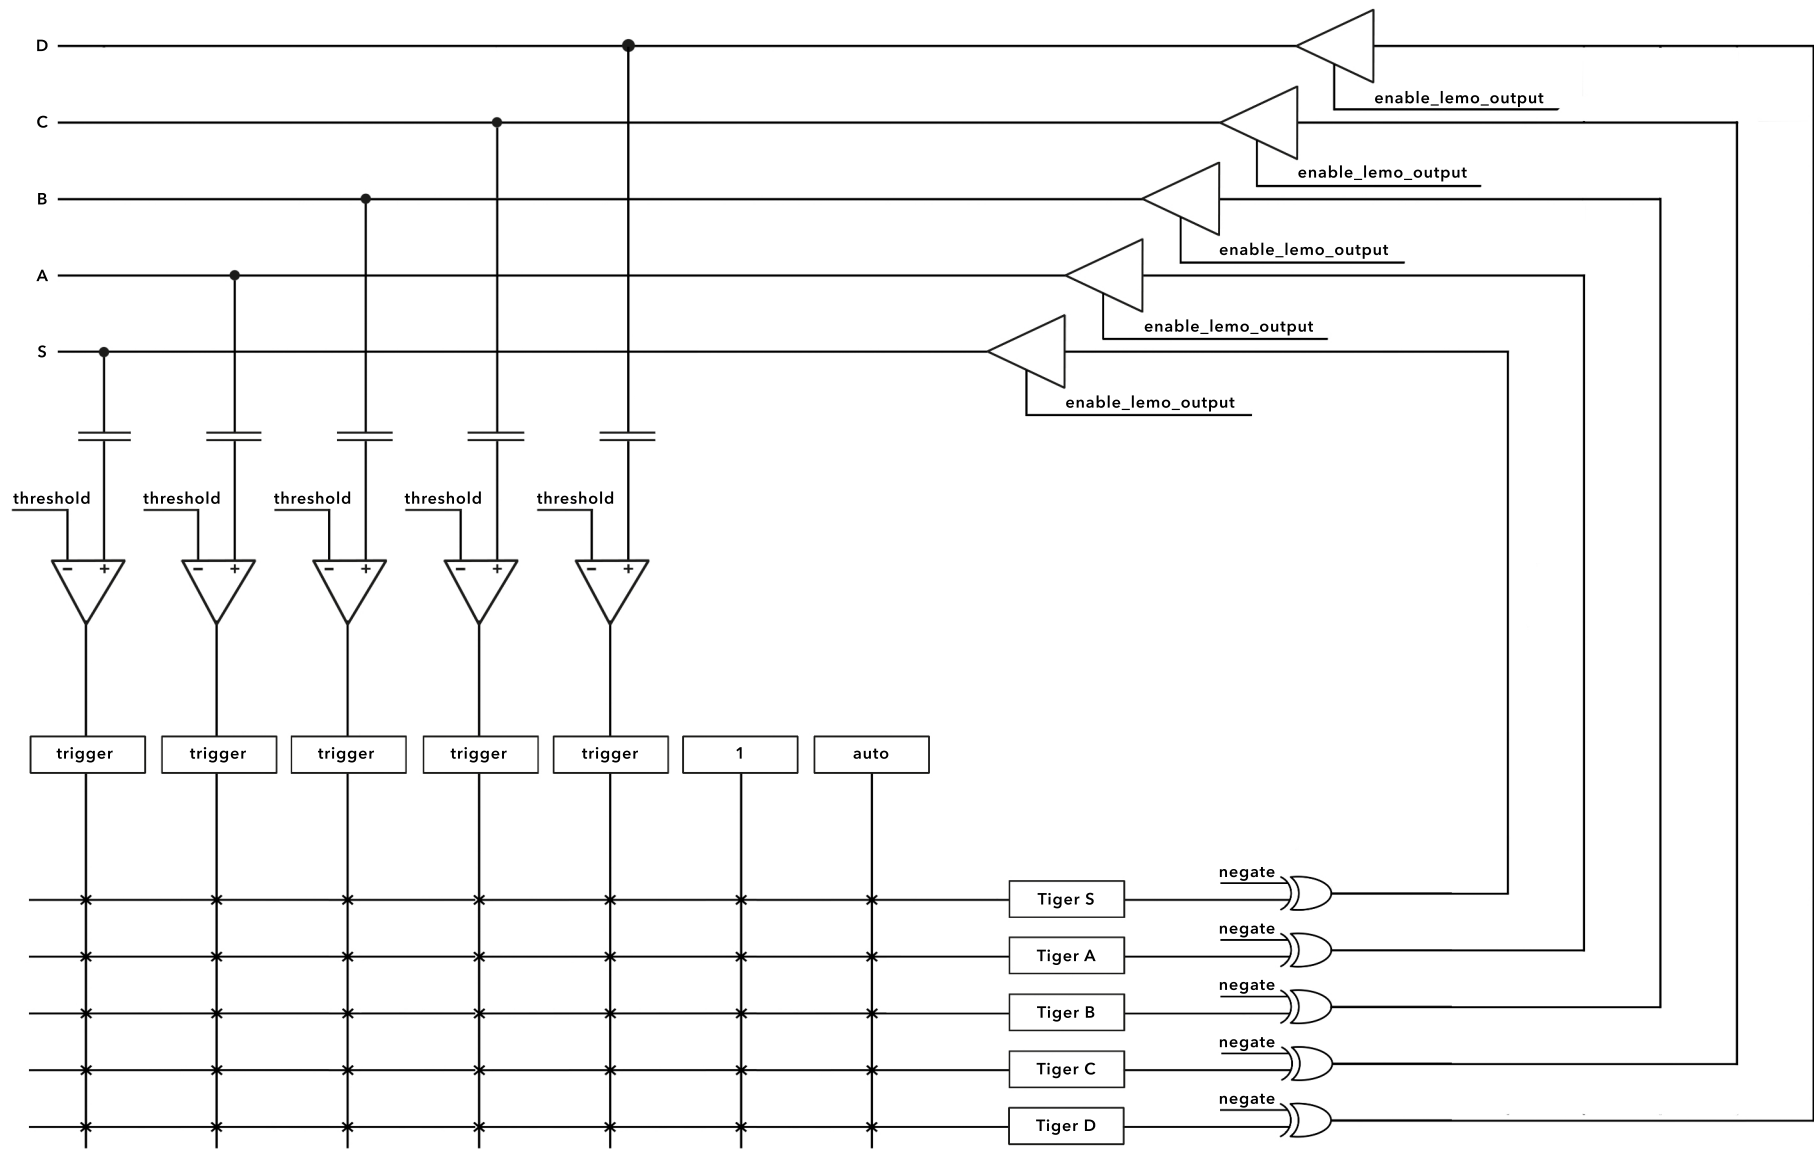 D
enable_lemo_output
C
enable_lemo_output
B
enable_lemo_output
A
enable_lemo_output
S
enable_lemo_output
threshold threshold threshold threshold threshold
− + − + − + − + − +
trigger trigger trigger trigger trigger 1 auto
negate
Tiger S
negate
Tiger A
negate
Tiger B
negate
Tiger C
negate
Tiger D